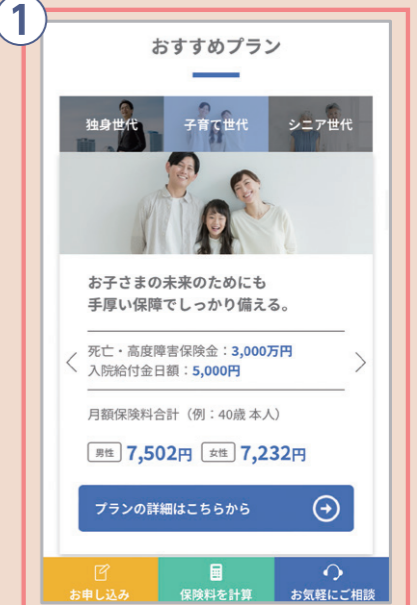 1
おすすめプラン
独身世代 子育て世代 シニア世代
お子さまの未来のためにも
手厚い保障でしっかり備える。
死亡・高度障害保険金：3,000万円
入院給付金日額：5,000円
月額保険料合計（例：40歳 本人）
男性 7,502円 女性 7,232円
プランの詳細はこちらから
お申し込み 保険料を計算 お気軽にご相談